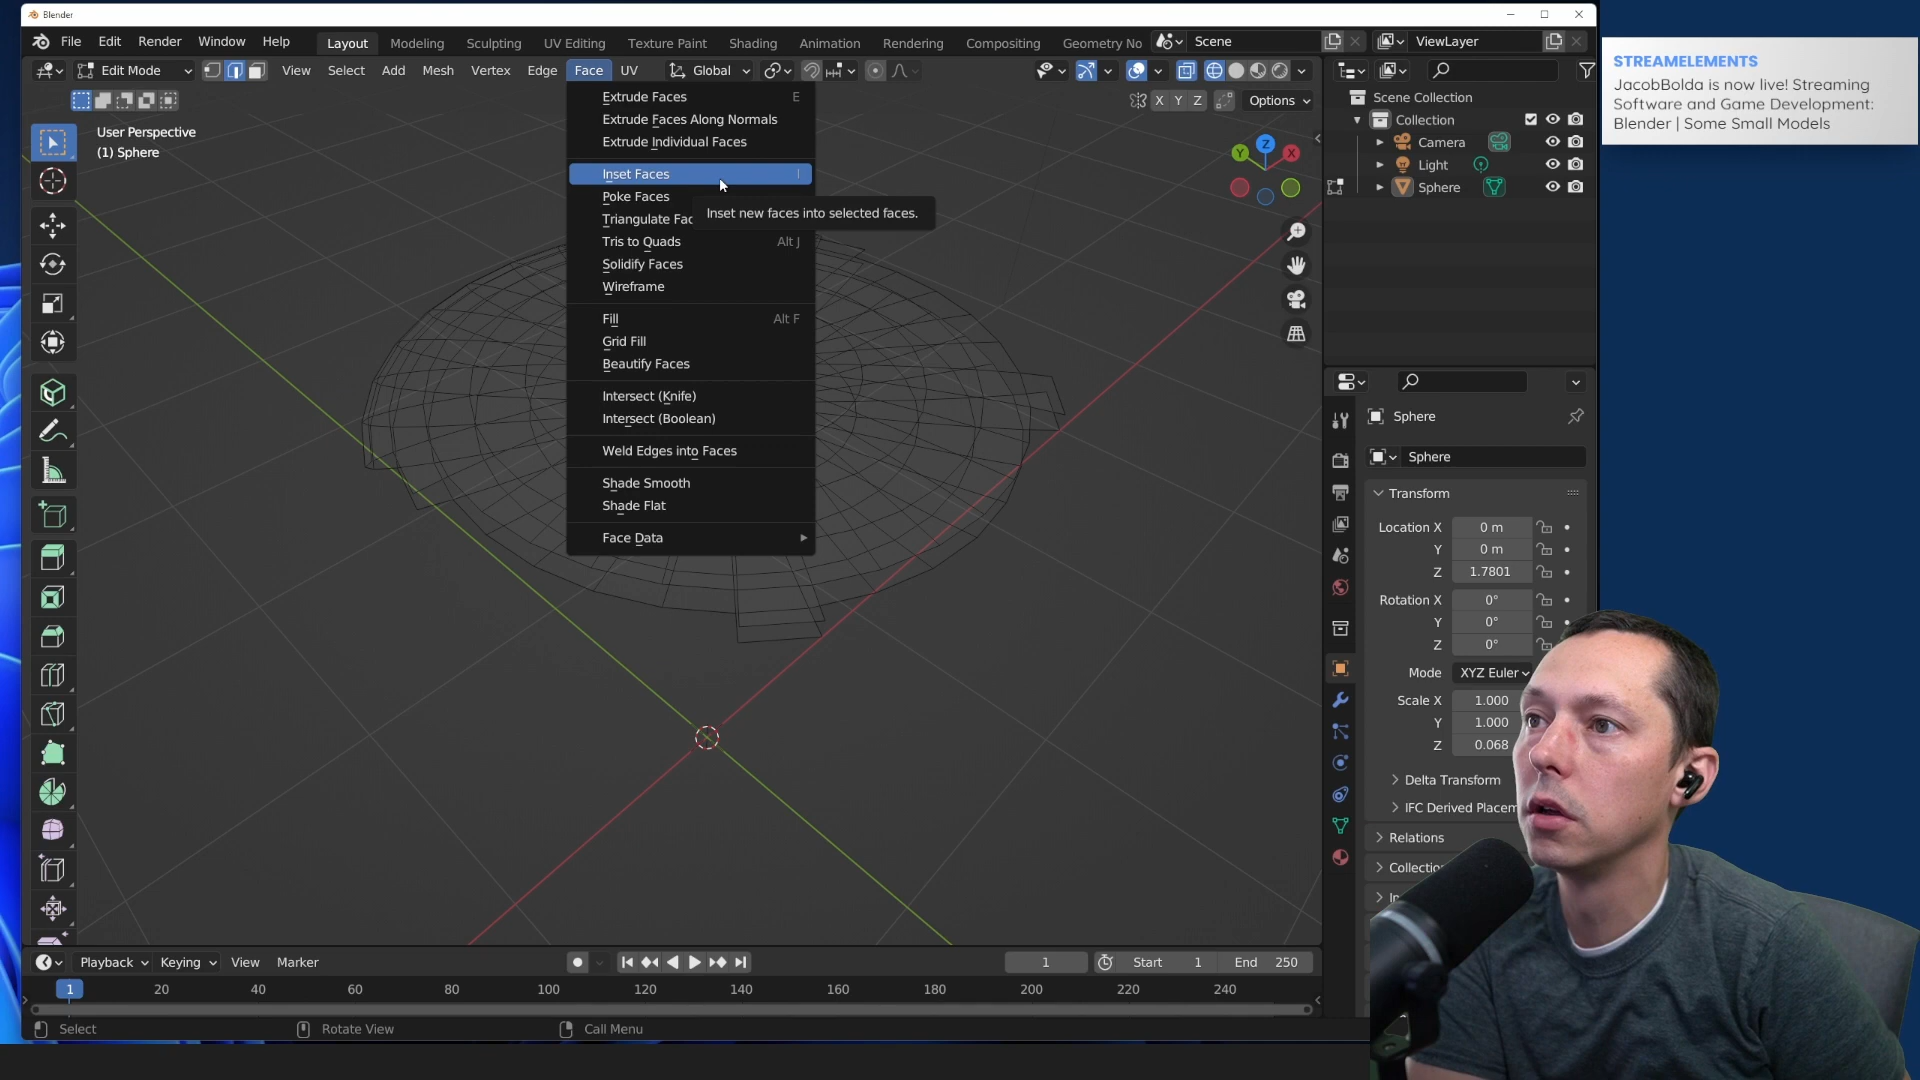 Blender
File Edit Render Window Help
Layout Modeling Sculpting UV Editing Texture Paint Shading Animation Rendering Compositing Geometry No
Scene
ViewLayer
Edit Mode
View Select Add Mesh Vertex Edge Face UV
Global
X Y Z
Options
User Perspective
(1) Sphere
Extrude Faces E
Extrude Faces Along Normals
Extrude Individual Faces
Inset Faces I
Poke Faces
Triangulate Fac
Inset new faces into selected faces.
Tris to Quads Alt J
Solidify Faces
Wireframe
Fill Alt F
Grid Fill
Beautify Faces
Intersect (Knife)
Intersect (Boolean)
Weld Edges into Faces
Shade Smooth
Shade Flat
Face Data
Z
Y
X
Scene Collection
Collection
Camera
Light
Sphere
Sphere
Sphere
Transform
Location X 0 m
Y 0 m
Z 1.7801
Rotation X 0°
Y 0°
Z 0°
Mode XYZ Euler
Scale X 1.000
Y 1.000
Z 0.068
Delta Transform
IFC Derived Placem
Relations
Collectio
In
STREAMELEMENTS
JacobBolda is now live! Streaming
Software and Game Development:
Blender | Some Small Models
Playback Keying View Marker
1
Start 1
End 250
1 20 40 60 80 100 120 140 160 180 200 220 240
Select
Rotate View
Call Menu